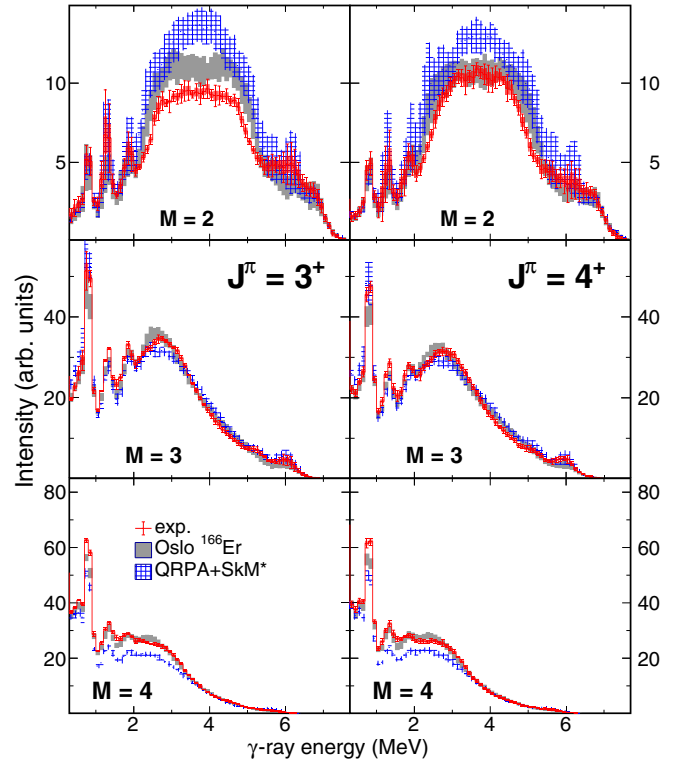 10
5
M = 2
M = 2
10
5
Intensity (arb. units)
40
20
J^π = 3^+
J^π = 4^+
M = 3
M = 3
40
20
80
60
40
20
exp.
Oslo ^166Er
QRPA+SkM*
M = 4
M = 4
80
60
40
20
2 4 6
2 4 6
γ-ray energy (MeV)